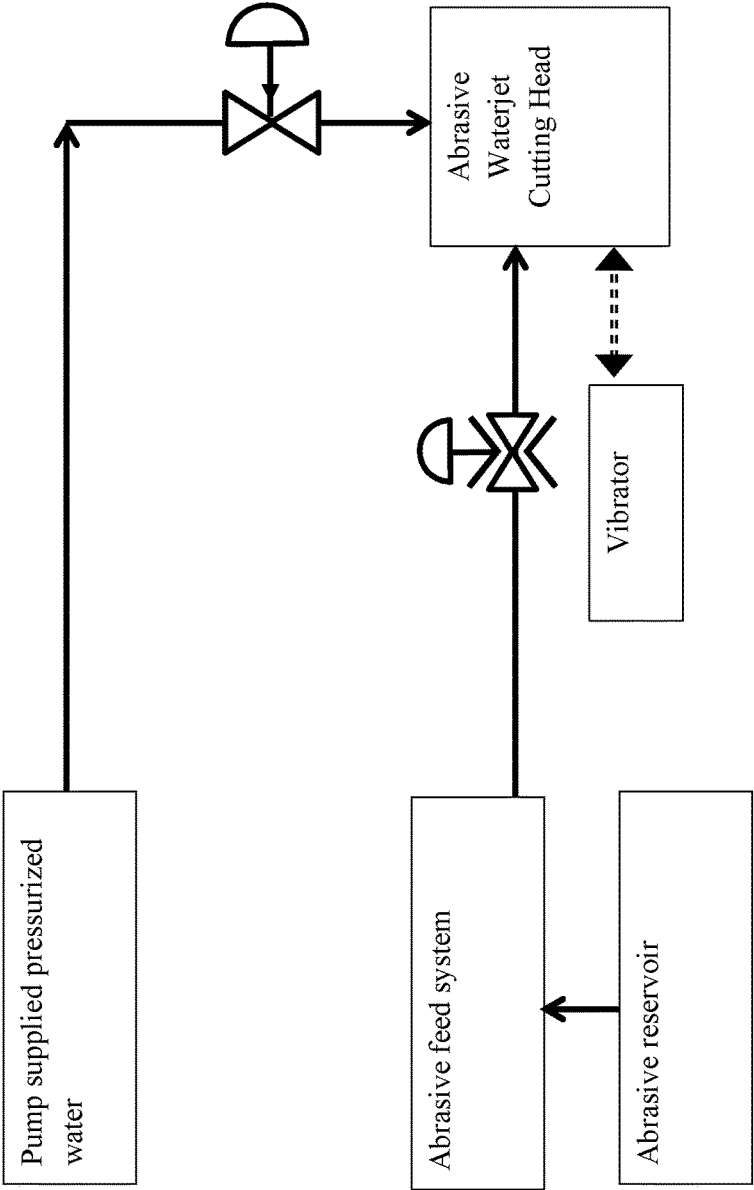 Pump supplied pressurized
water
Abrasive
Waterjet
Cutting Head
Abrasive feed system
Vibrator
Abrasive reservoir